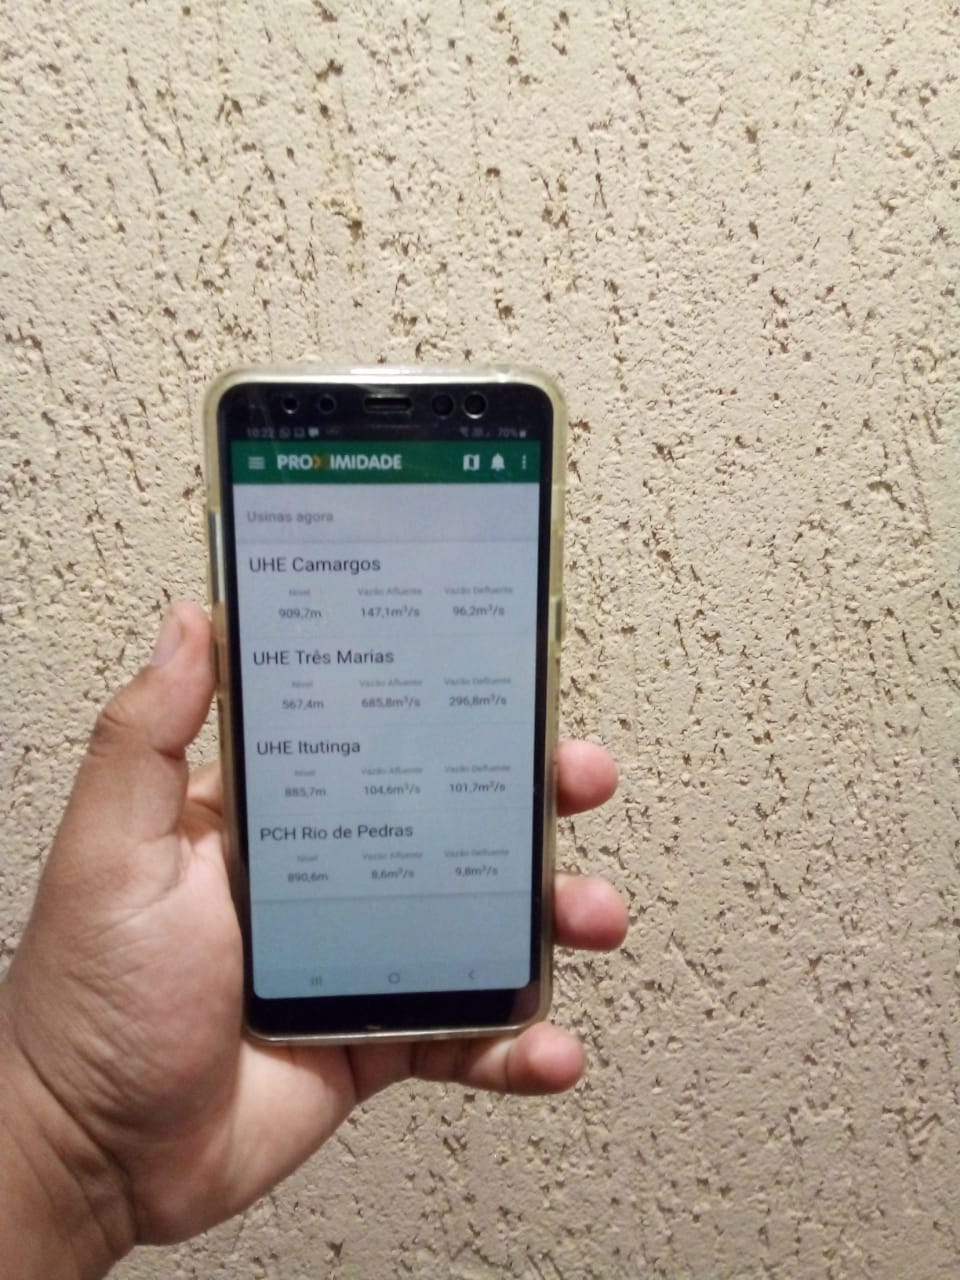 10:22 70%
PROXIMIDADE
Usinas agora
UHE Camargos
Nível Vazão Afluente Vazão Defluente
909,7m 147,1m³/s 96,2m³/s
UHE Três Marias
Nível Vazão Afluente Vazão Defluente
567,4m 685,8m³/s 296,8m³/s
UHE Itutinga
Nível Vazão Afluente Vazão Defluente
885,7m 104,6m³/s 101,7m³/s
PCH Rio de Pedras
Nível Vazão Afluente Vazão Defluente
890,6m 8,6m³/s 9,8m³/s